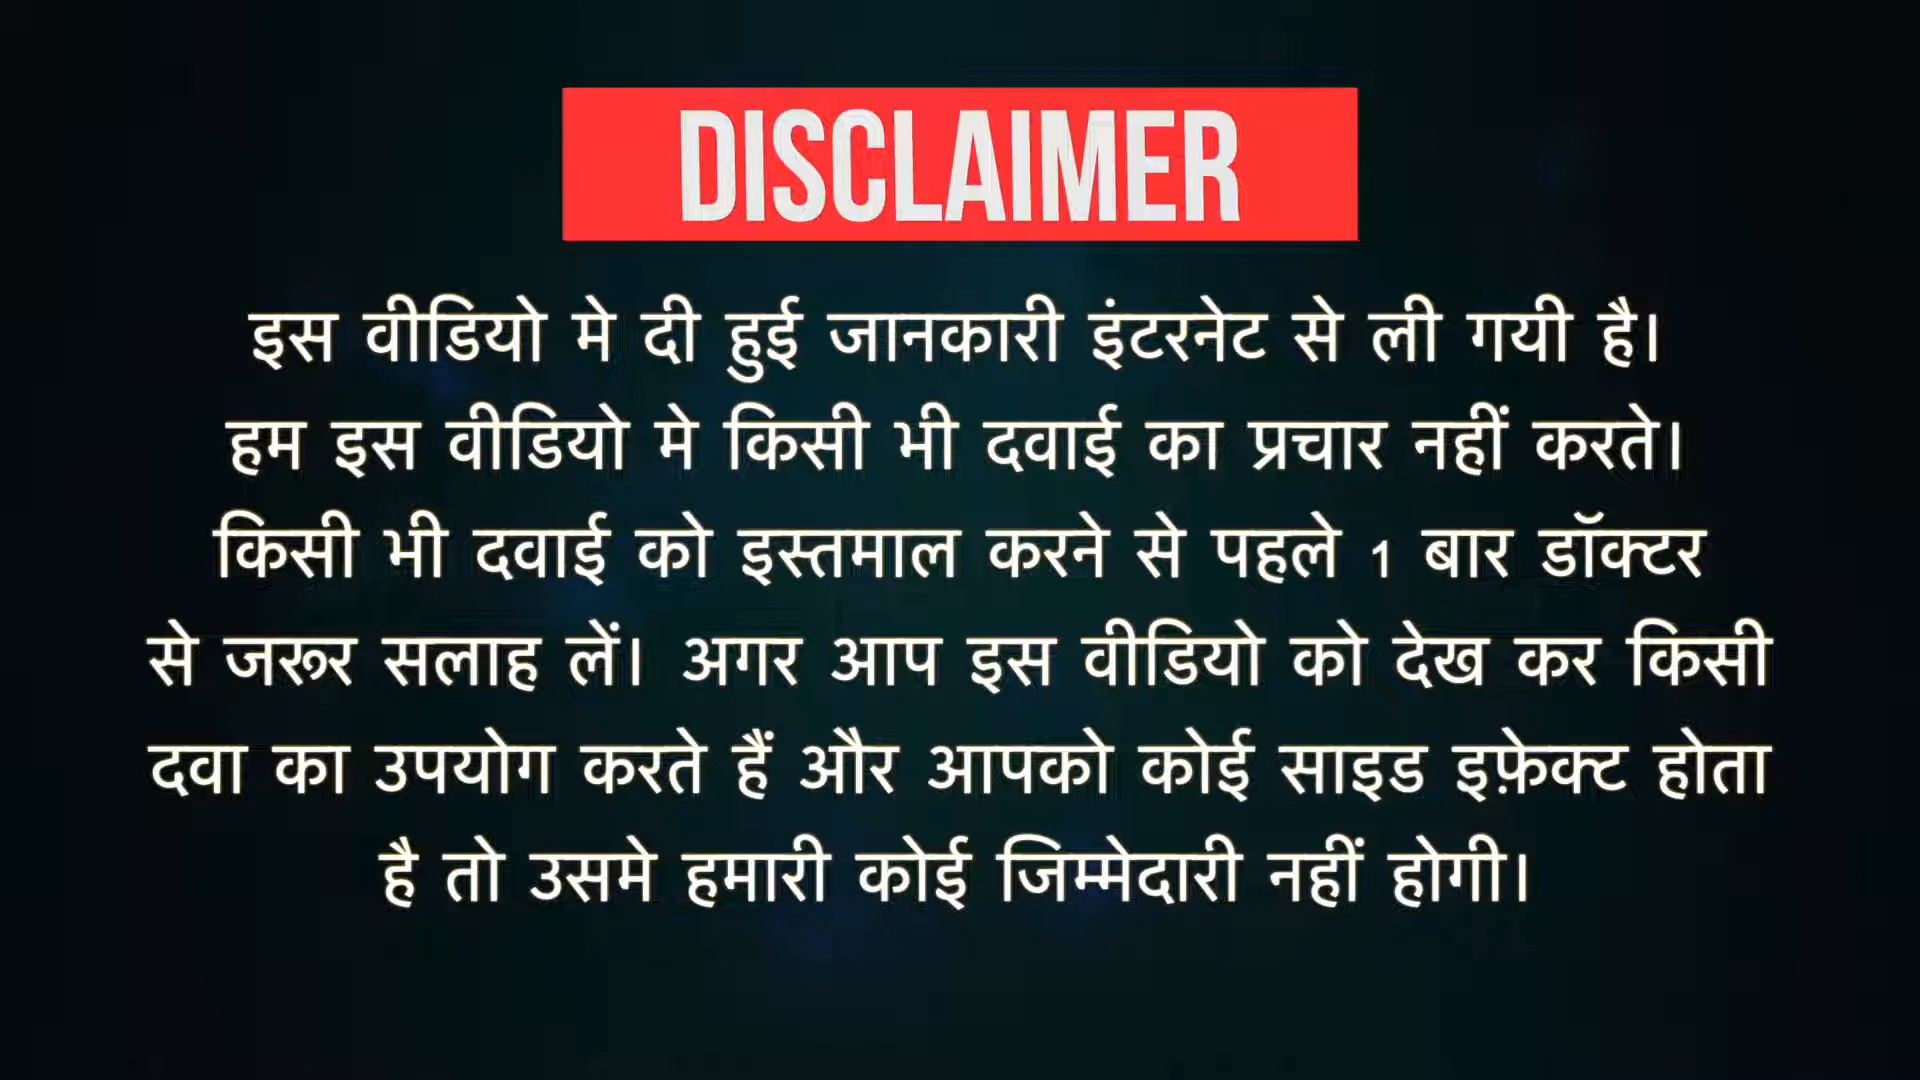 DISCLAIMER
इस वीडियो मे दी हुई जानकारी इंटरनेट से ली गयी है।
हम इस वीडियो मे किसी भी दवाई का प्रचार नहीं करते।
किसी भी दवाई को इस्तमाल करने से पहले 1 बार डॉक्टर
से जरूर सलाह लें। अगर आप इस वीडियो को देख कर किसी
दवा का उपयोग करते हैं और आपको कोई साइड इफ़ेक्ट होता
है तो उसमे हमारी कोई जिम्मेदारी नहीं होगी।